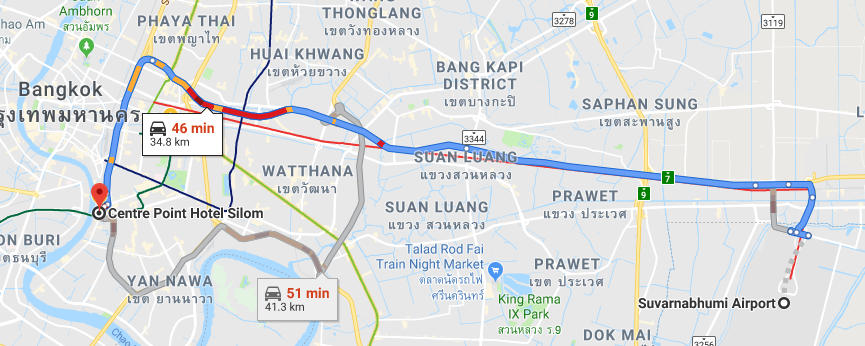 Ambhorn
สวนอัมพร
PHAYA THAI
เขตพญาไท
THONGLANG
เขตวังทองหลาง
3278
9
3119
HUAI KHWANG
เขตห้วยขวาง
BANG KAPI
DISTRICT
เขตบางกะปิ
Bangkok
กรุงเทพมหานคร
SAPHAN SUNG
เขตสะพานสูง
46 min
34.8 km
3344
SUAN LUANG
แขวงสวนหลวง
WATTHANA
เขตวัฒนา
7
9
PRAWET
แขวง ประเวศ
Centre Point Hotel Silom
SUAN LUANG
แขวง สวนหลวง
ON BURI
เขตธนบุรี
Talad Rod Fai
Train Night Market
ตลาดนัดรถไฟ
ศรีนครินทร์
PRAWET
เขต ประเวศ
YAN NAWA
เขต ยานนาวา
51 min
41.3 km
King Rama
IX Park
สวนหลวง ร.9
Suvarnabhumi Airport
DOK MAI
3256